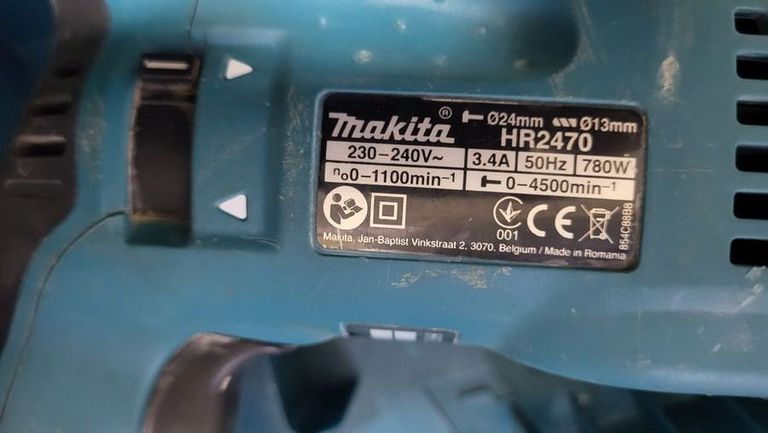 makita® Ø24mm Ø13mm
HR2470
230-240V~ 3.4A 50Hz 780W
n₀0-1100min⁻¹ 0-4500min⁻¹
001 CE
Makita. Jan-Baptist Vinkstraat 2, 3070. Belgium / Made in Romania
854C88B8